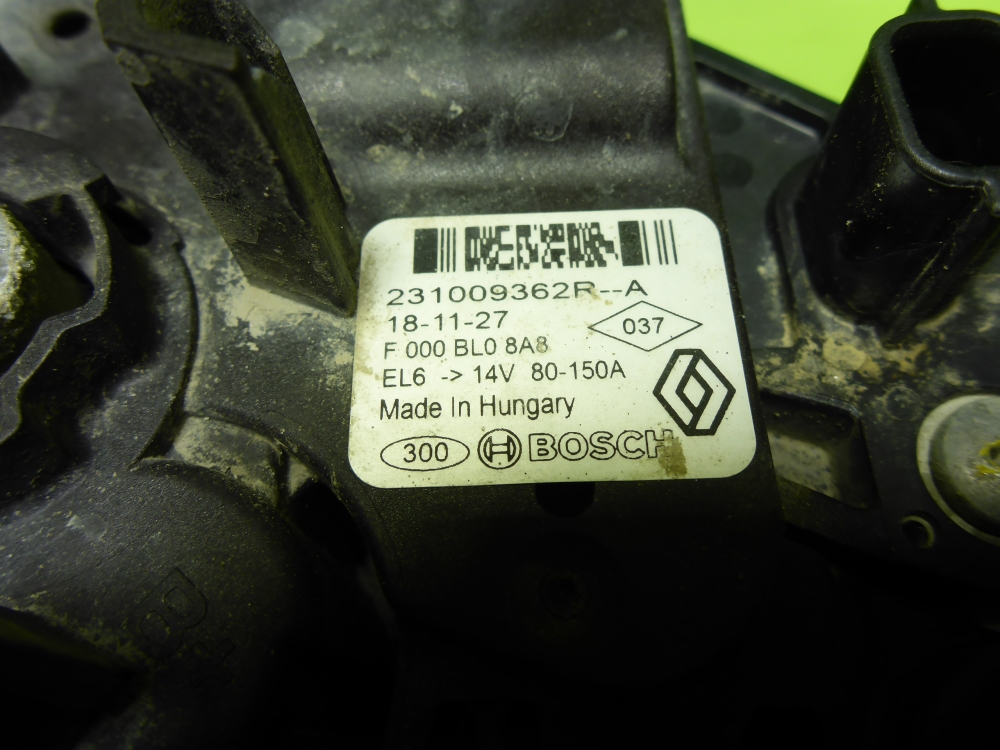 231009362R--A
18-11-27
037
F 000 BL0 8A8
EL6 -> 14V 80-150A
Made In Hungary
300 BOSCH